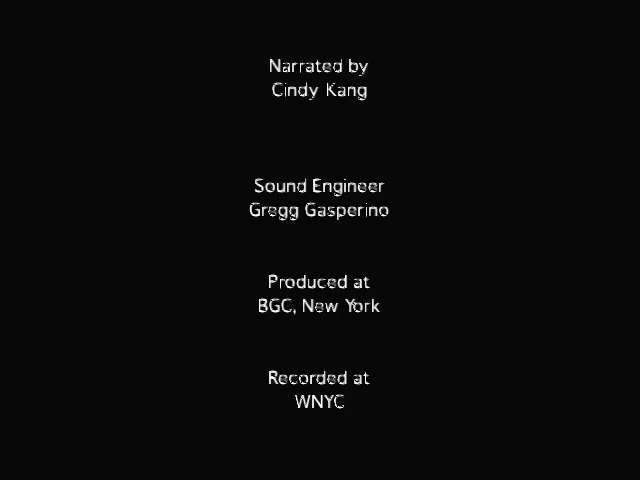 Narrated by
Cindy Kang
Sound Engineer
Gregg Gasperino
Produced at
BGC, New York
Recorded at
WNYC